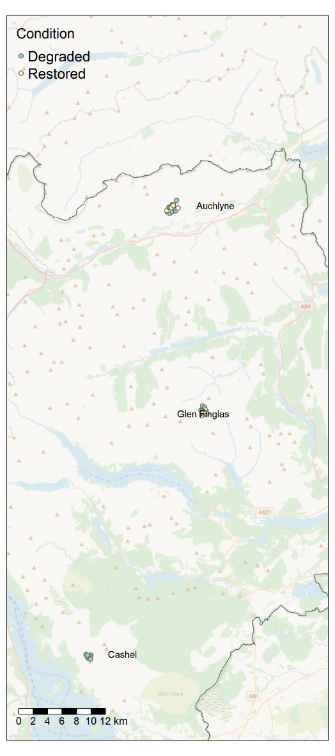 Condition
Degraded
Restored
Auchlyne
A84
Glen Finglas
A821
Cashel
A81
0 2 4 6 8 10 12 km